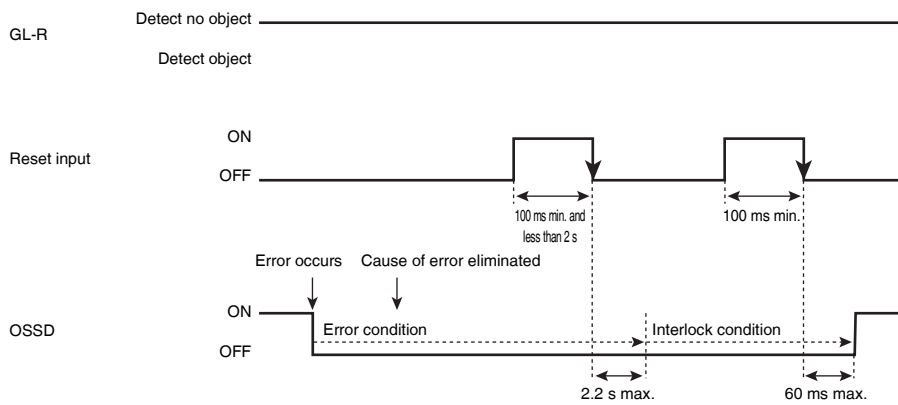 Detect no object
GL-R
Detect object
ON
Reset input
OFF
100 ms min. and
less than 2 s
100 ms min.
Error occurs
Cause of error eliminated
ON
OSSD
Error condition
Interlock condition
OFF
2.2 s max.
60 ms max.